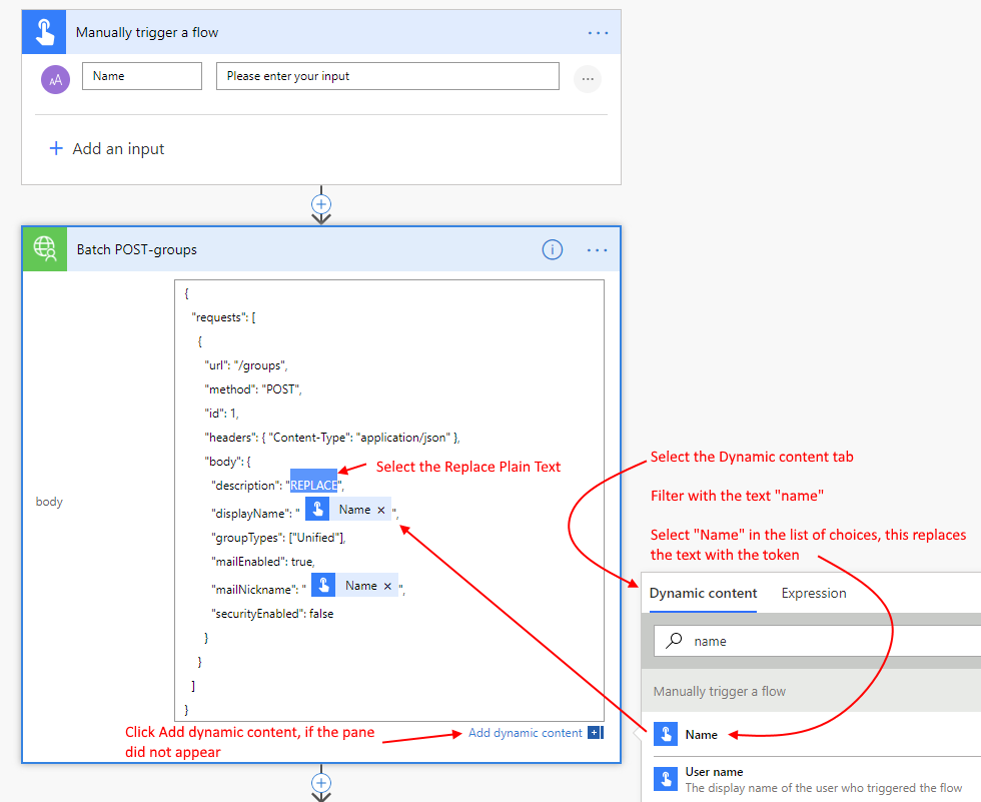 Manually trigger a flow
AA
Name
Please enter your input
Add an input
Batch POST-groups
body
{
"requests": [
{
"url": "/groups",
"method": "POST",
"id": 1,
"headers": { "Content-Type": "application/json" },
"body": {
"description": "REPLACE",
"displayName": " Name × ",
"groupTypes": ["Unified"],
"mailEnabled": true,
"mailNickname": " Name × ",
"securityEnabled": false
}
}
]
}
Select the Replace Plain Text
Click Add dynamic content, if the pane
did not appear
Add dynamic content
Select the Dynamic content tab
Filter with the text "name"
Select "Name" in the list of choices, this replaces
the text with the token
Dynamic content Expression
name
Manually trigger a flow
Name
User name
The display name of the user who triggered the flow